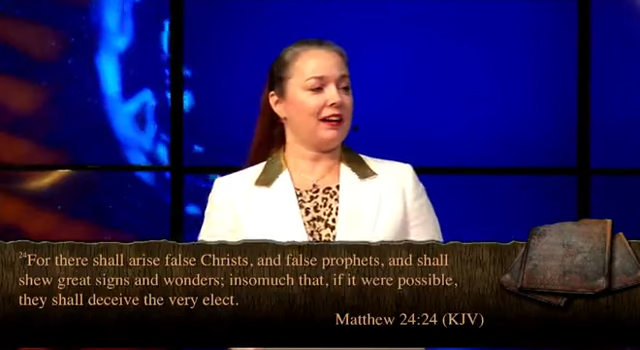 24For there shall arise false Christs, and false prophets, and shall
shew great signs and wonders; insomuch that, if it were possible,
they shall deceive the very elect.
Matthew 24:24 (KJV)